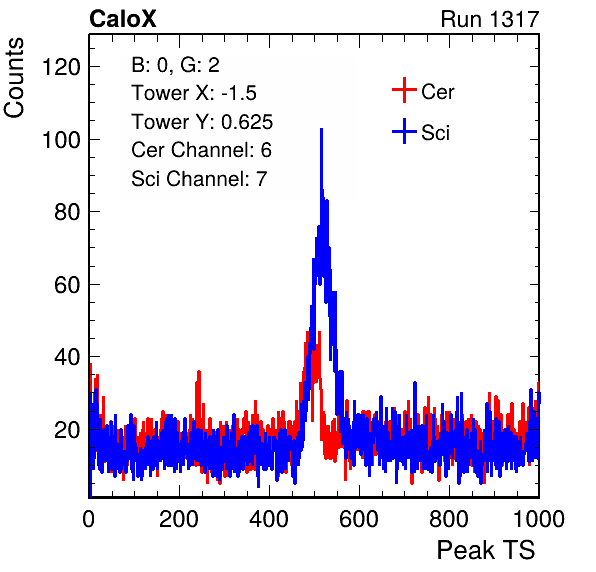 CaloX Run 1317
Counts
120
100
80
60
40
20
B: 0, G: 2
Tower X: -1.5
Tower Y: 0.625
Cer Channel: 6
Sci Channel: 7
Cer
Sci
0 200 400 600 800 1000
Peak TS